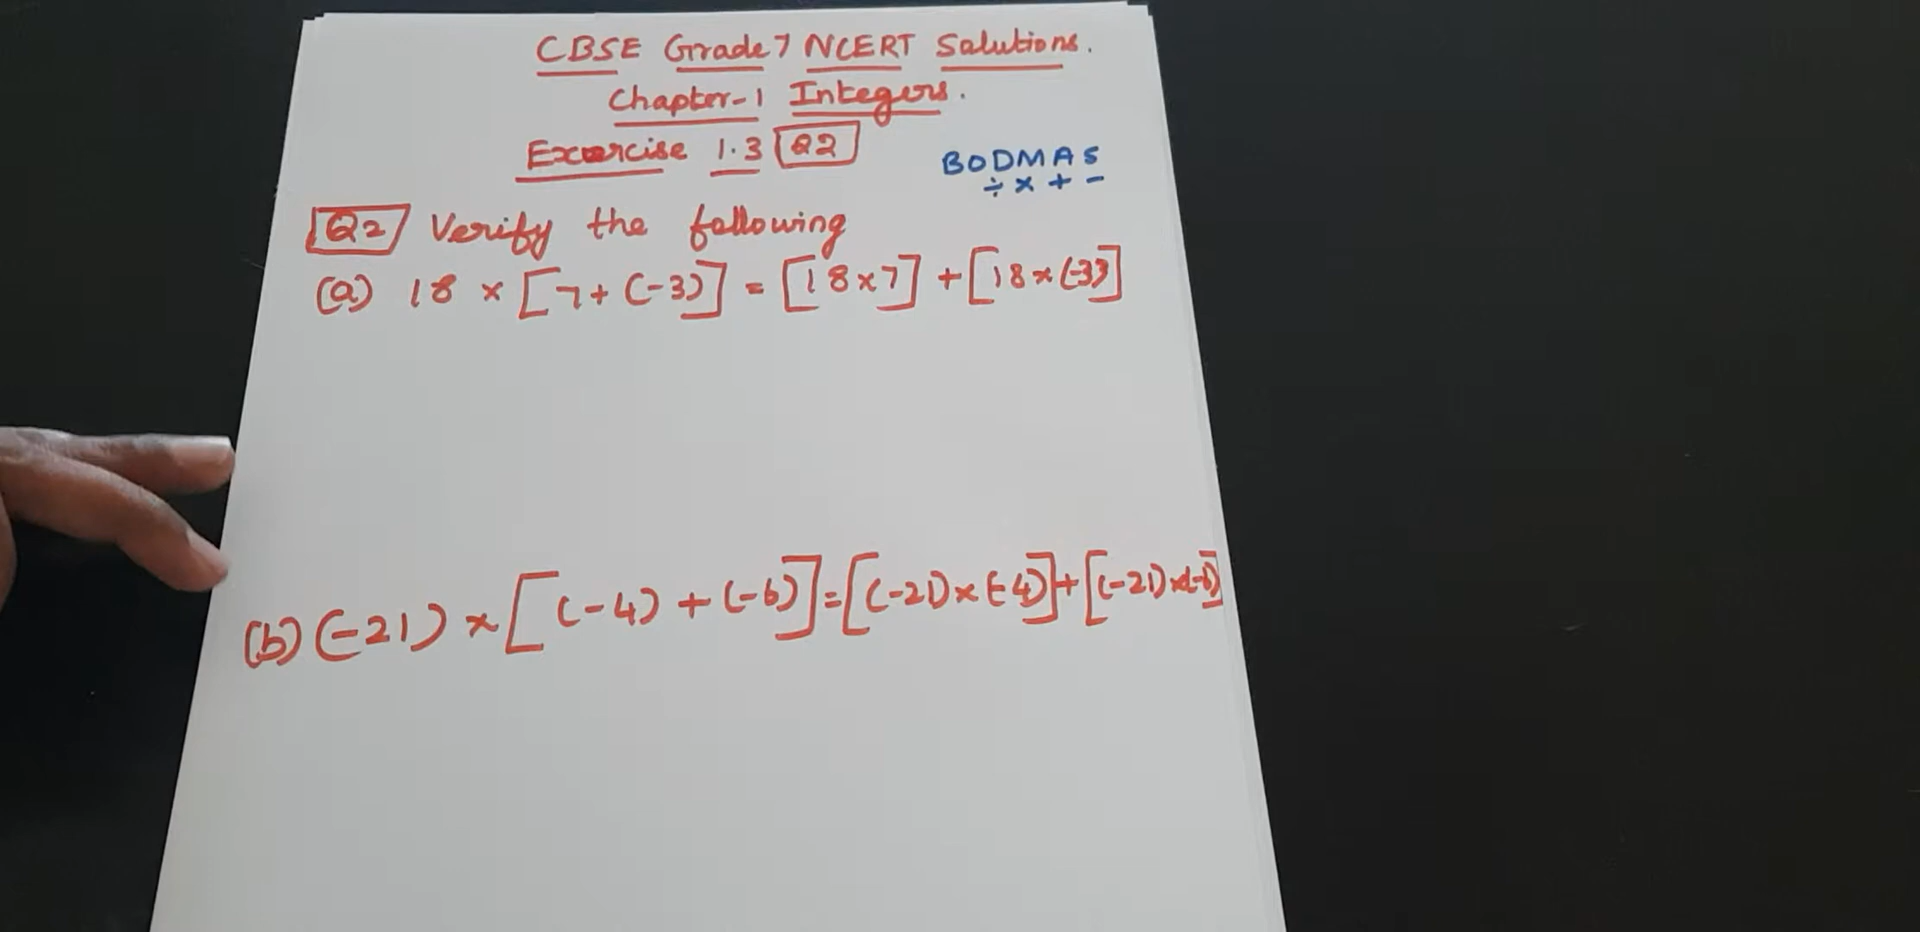 CBSE Grade 7 NCERT Solutions.
Chapter-1 Integers.
Exercise 1.3 Q2
BODMAS
÷ × + -
Q2 Verify the following
(a) 18 × [7 + (-3)] = [18 × 7] + [18 × (-3)]
(b) (-21) × [(-4) + (-6)] = [(-21) × (-4)] + [(-21) × (-6)]